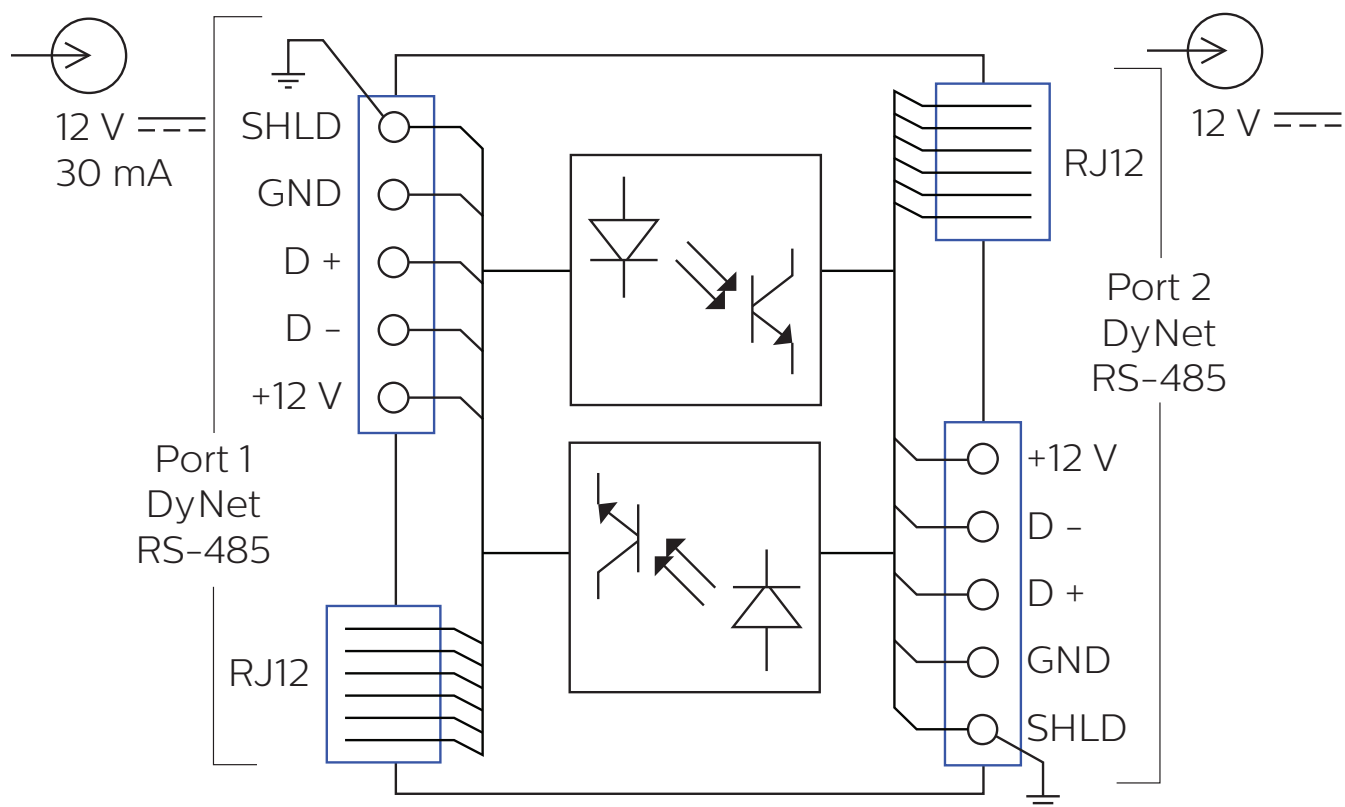 12 V
30 mA
SHLD
GND
D +
D -
+12 V
Port 1
DyNet
RS-485
RJ12
12 V
RJ12
Port 2
DyNet
RS-485
+12 V
D -
D +
GND
SHLD